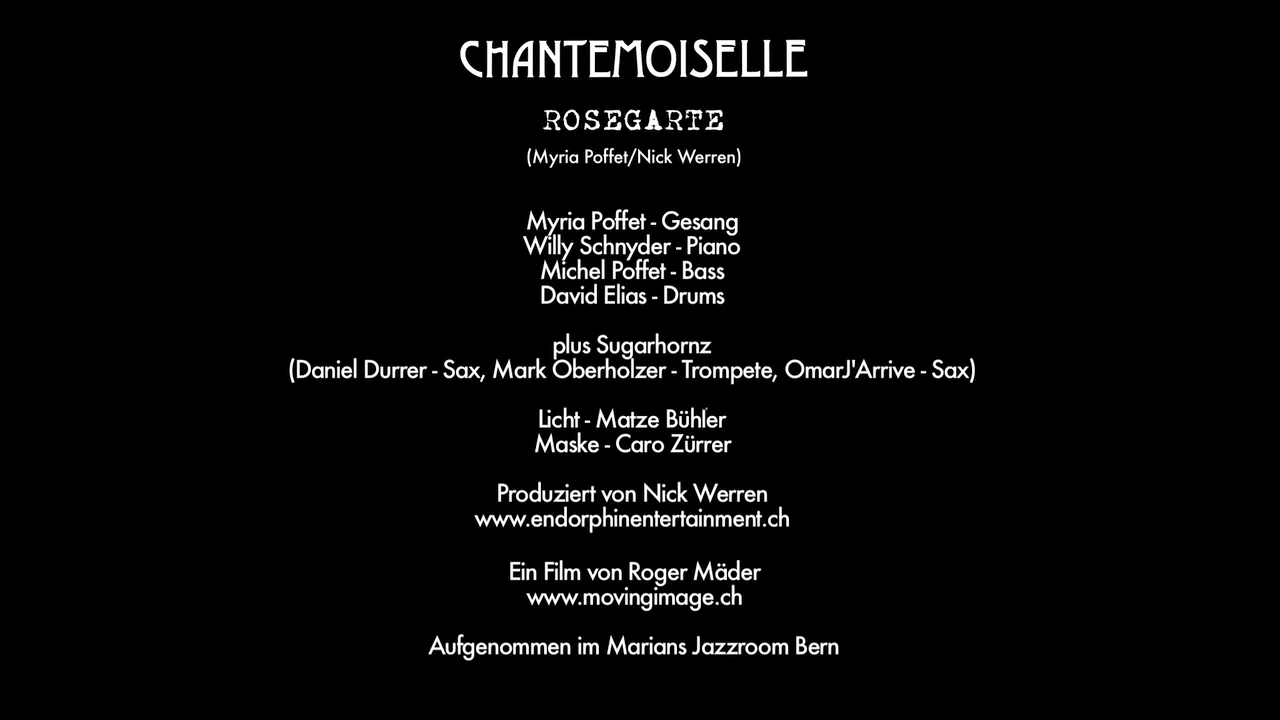 CHANTEMOISELLE
ROSEGARTE
(Myria Poffet/Nick Werren)
Myria Poffet - Gesang
Willy Schnyder - Piano
Michel Poffet - Bass
David Elias - Drums
plus Sugarhornz
(Daniel Durrer - Sax, Mark Oberholzer - Trompete, OmarJ'Arrive - Sax)
Licht - Matze Bühler
Maske - Caro Zürrer
Produziert von Nick Werren
www.endorphinentertainment.ch
Ein Film von Roger Mäder
www.movingimage.ch
Aufgenommen im Marians Jazzroom Bern